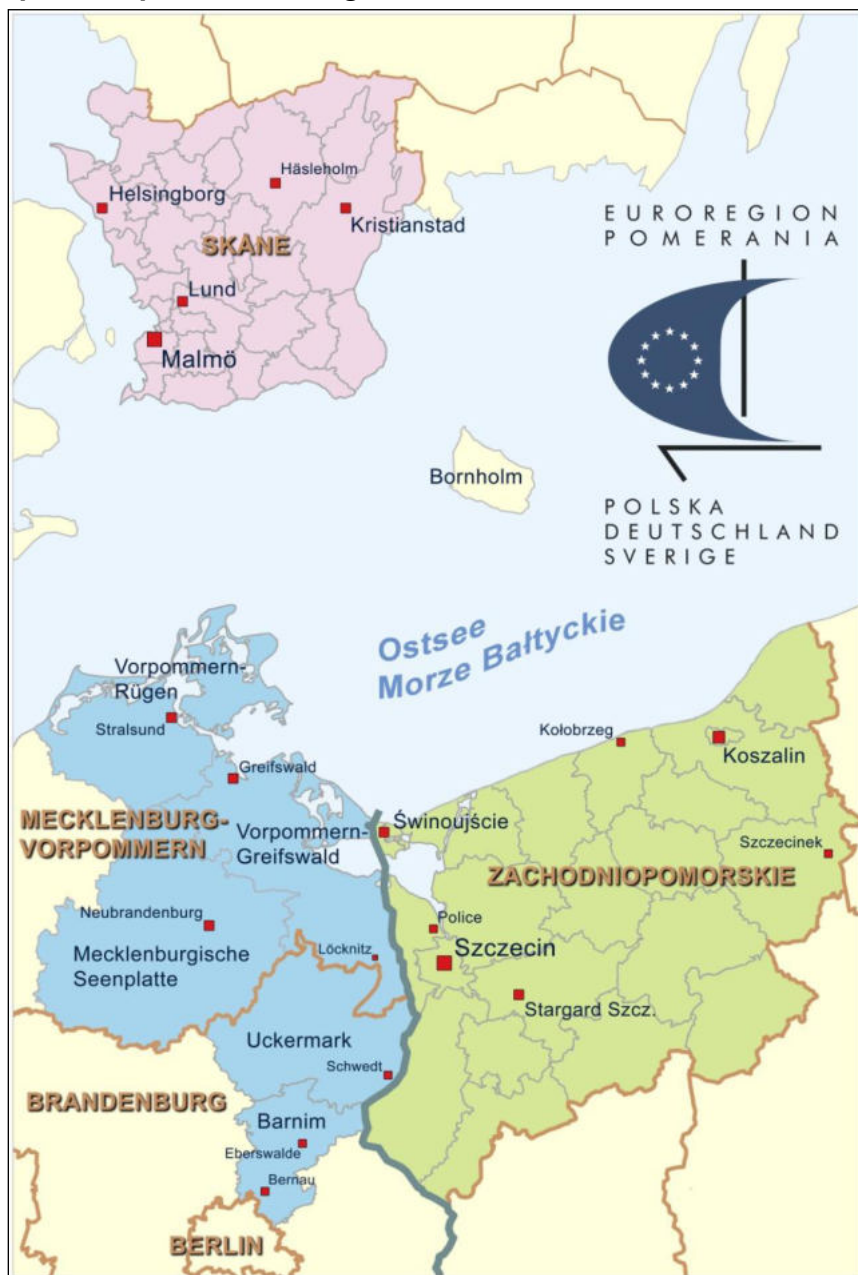 Häsleholm
Helsingborg
Kristianstad
SKÅNE
Lund
Malmö
EUROREGION
POMERANIA
Bornholm
POLSKA
DEUTSCHLAND
SVERIGE
Ostsee
Morze Bałtyckie
Vorpommern-
Rügen
Stralsund
Kołobrzeg
Koszalin
Greifswald
MECKLENBURG-
VORPOMMERN
Vorpommern-
Greifswald
Świnoujście
Szczecinek
ZACHODNIOPOMORSKIE
Neubrandenburg
Police
Mecklenburgische
Seenplatte
Löcknitz
Szczecin
Stargard Szcz.
Uckermark
Schwedt
BRANDENBURG
Barnim
Eberswalde
Bernau
BERLIN